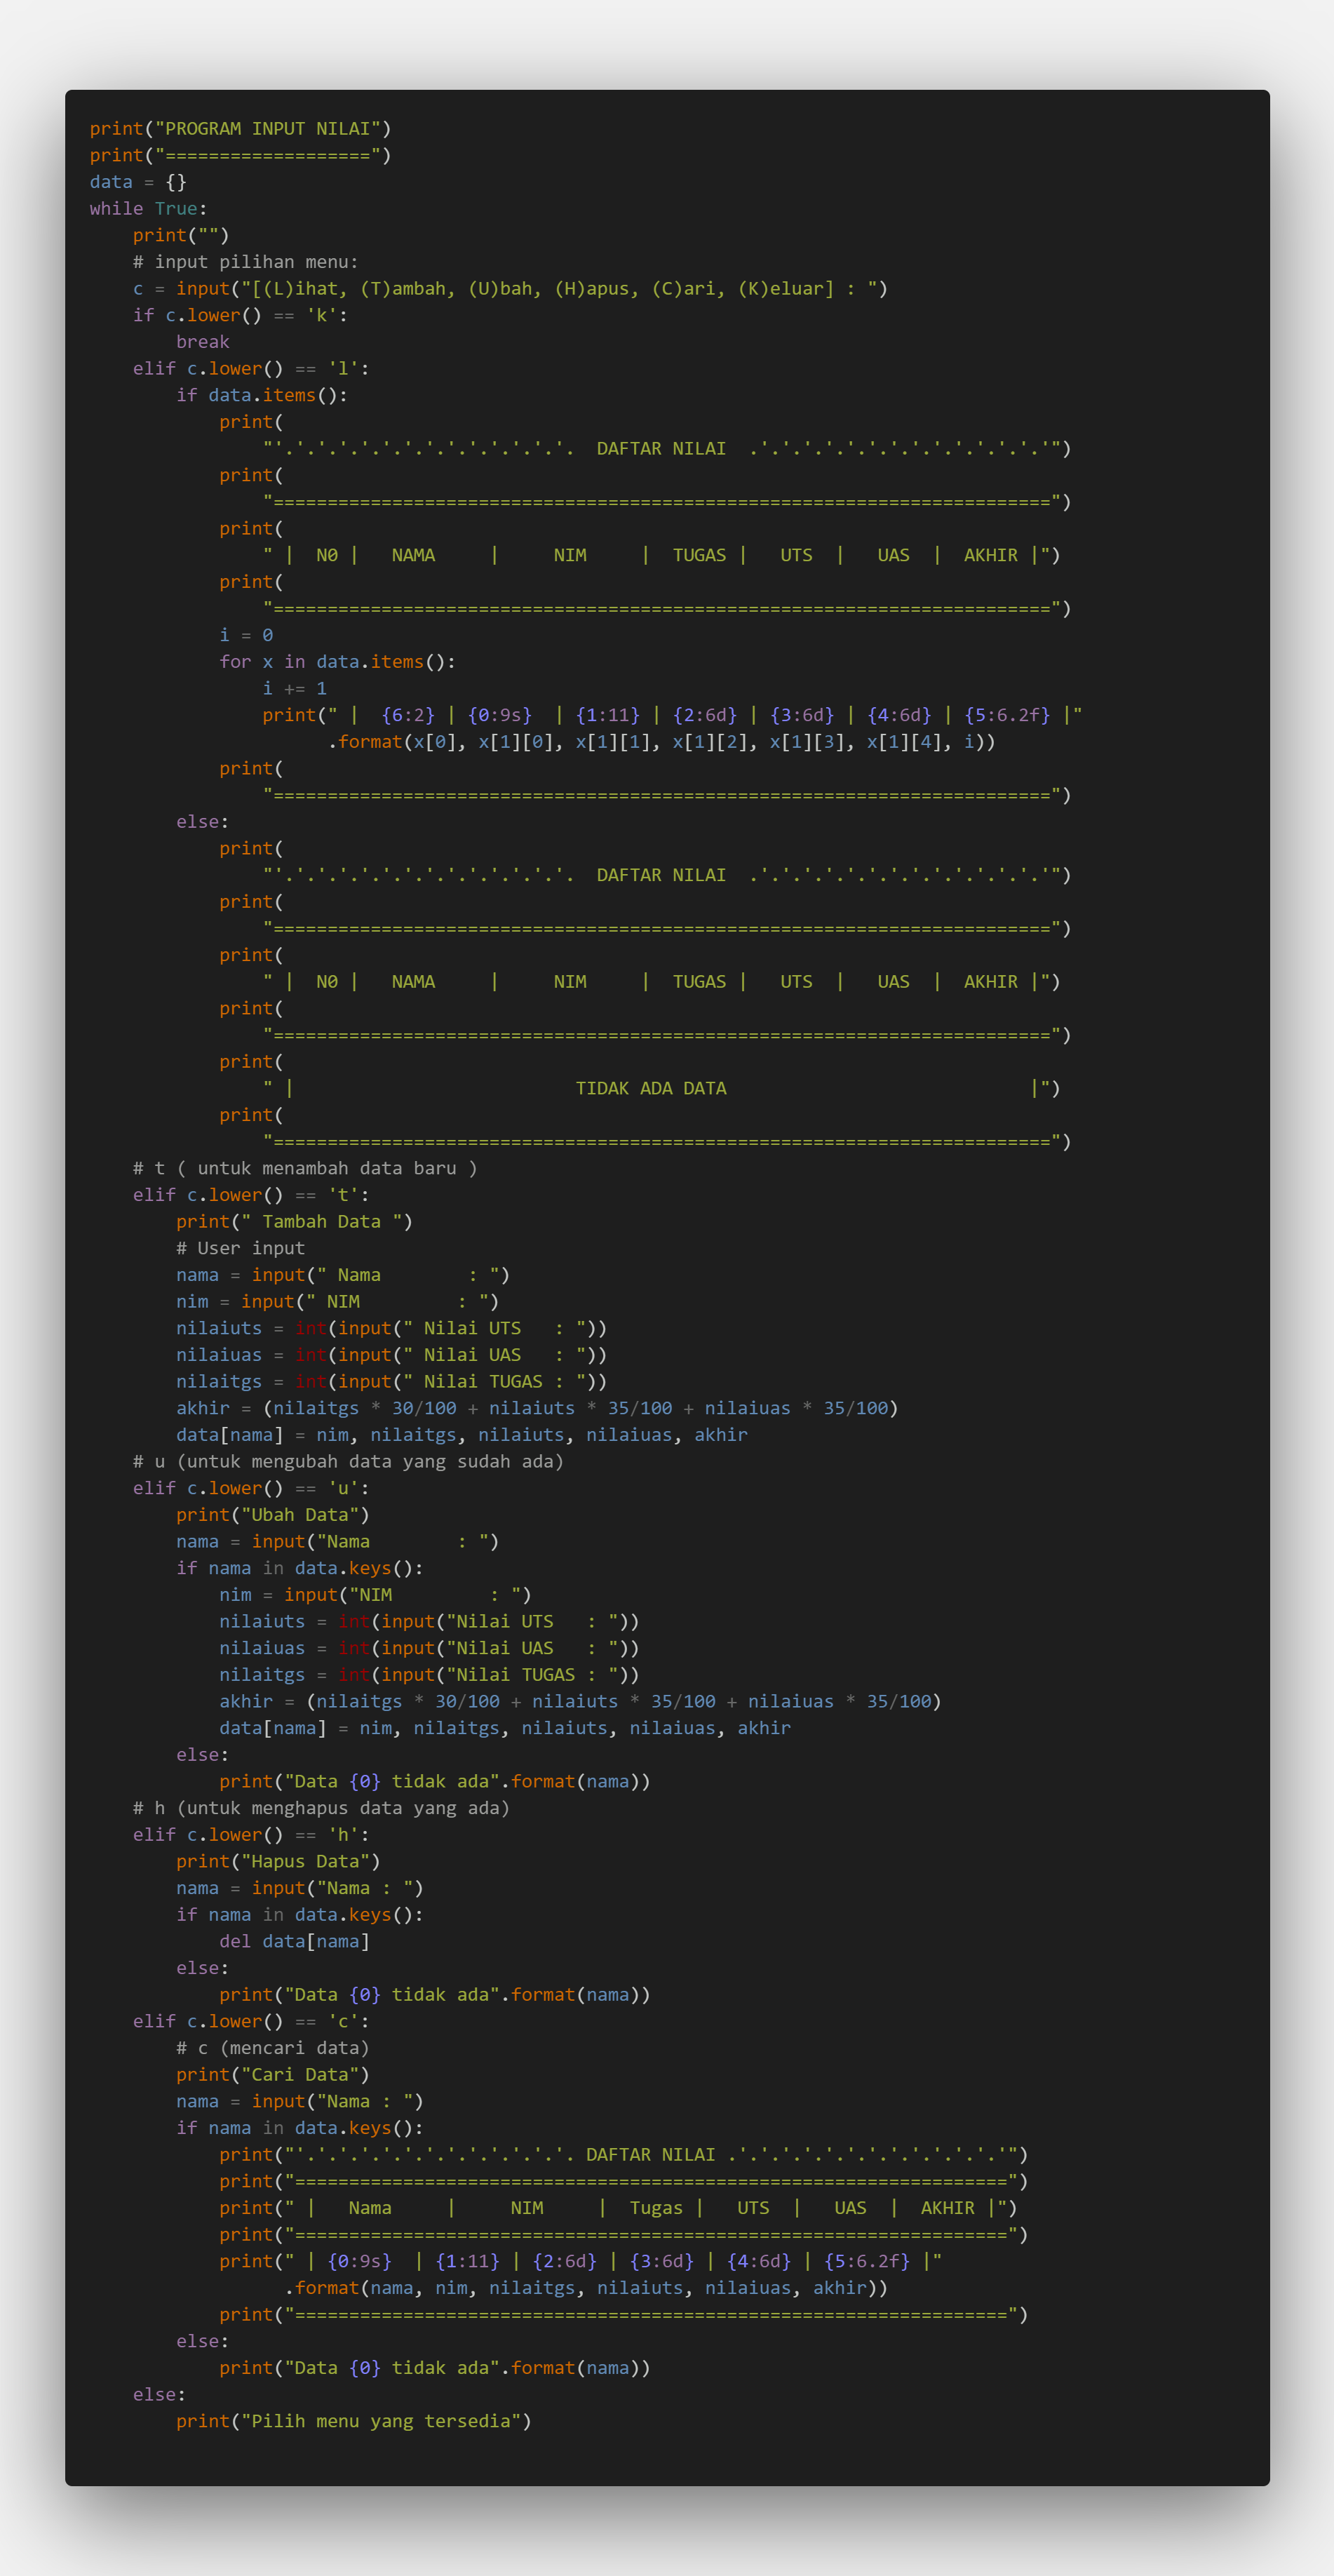 print("PROGRAM INPUT NILAI")
print("===================")
data = {}
while True:
    print("")
    # input pilihan menu:
    c = input("[(L)ihat, (T)ambah, (U)bah, (H)apus, (C)ari, (K)eluar] : ")
    if c.lower() == 'k':
        break
    elif c.lower() == 'l':
        if data.items():
            print(
                "'.'.'.'.'.'.'.'.'.'.'.'.'.'.  DAFTAR NILAI  .'.'.'.'.'.'.'.'.'.'.'.'.'.'")
            print(
                "========================================================================")
            print(
                " |  N0 |   NAMA     |     NIM     |  TUGAS |   UTS  |   UAS  |  AKHIR |")
            print(
                "========================================================================")
            i = 0
            for x in data.items():
                i += 1
                print(" |  {6:2} | {0:9s}  | {1:11} | {2:6d} | {3:6d} | {4:6d} | {5:6.2f} |"
                      .format(x[0], x[1][0], x[1][1], x[1][2], x[1][3], x[1][4], i))
            print(
                "========================================================================")
        else:
            print(
                "'.'.'.'.'.'.'.'.'.'.'.'.'.'.  DAFTAR NILAI  .'.'.'.'.'.'.'.'.'.'.'.'.'.'")
            print(
                "========================================================================")
            print(
                " |  N0 |   NAMA     |     NIM     |  TUGAS |   UTS  |   UAS  |  AKHIR |")
            print(
                "========================================================================")
            print(
                " |                          TIDAK ADA DATA                            |")
            print(
                "========================================================================")
    # t ( untuk menambah data baru )
    elif c.lower() == 't':
        print(" Tambah Data ")
        # User input
        nama = input(" Nama        : ")
        nim = input(" NIM         : ")
        nilaiuts = int(input(" Nilai UTS   : "))
        nilaiuas = int(input(" Nilai UAS   : "))
        nilaitgs = int(input(" Nilai TUGAS : "))
        akhir = (nilaitgs * 30/100 + nilaiuts * 35/100 + nilaiuas * 35/100)
        data[nama] = nim, nilaitgs, nilaiuts, nilaiuas, akhir
    # u (untuk mengubah data yang sudah ada)
    elif c.lower() == 'u':
        print("Ubah Data")
        nama = input("Nama        : ")
        if nama in data.keys():
            nim = input("NIM         : ")
            nilaiuts = int(input("Nilai UTS   : "))
            nilaiuas = int(input("Nilai UAS   : "))
            nilaitgs = int(input("Nilai TUGAS : "))
            akhir = (nilaitgs * 30/100 + nilaiuts * 35/100 + nilaiuas * 35/100)
            data[nama] = nim, nilaitgs, nilaiuts, nilaiuas, akhir
        else:
            print("Data {0} tidak ada".format(nama))
    # h (untuk menghapus data yang ada)
    elif c.lower() == 'h':
        print("Hapus Data")
        nama = input("Nama : ")
        if nama in data.keys():
            del data[nama]
        else:
            print("Data {0} tidak ada".format(nama))
    elif c.lower() == 'c':
        # c (mencari data)
        print("Cari Data")
        nama = input("Nama : ")
        if nama in data.keys():
            print("'.'.'.'.'.'.'.'.'.'.'.'.'. DAFTAR NILAI .'.'.'.'.'.'.'.'.'.'.'.'.'")
            print("==================================================================")
            print(" |   Nama     |     NIM     |  Tugas |   UTS  |   UAS  |  AKHIR |")
            print("==================================================================")
            print(" | {0:9s}  | {1:11} | {2:6d} | {3:6d} | {4:6d} | {5:6.2f} |"
                  .format(nama, nim, nilaitgs, nilaiuts, nilaiuas, akhir))
            print("==================================================================")
        else:
            print("Data {0} tidak ada".format(nama))
    else:
        print("Pilih menu yang tersedia")